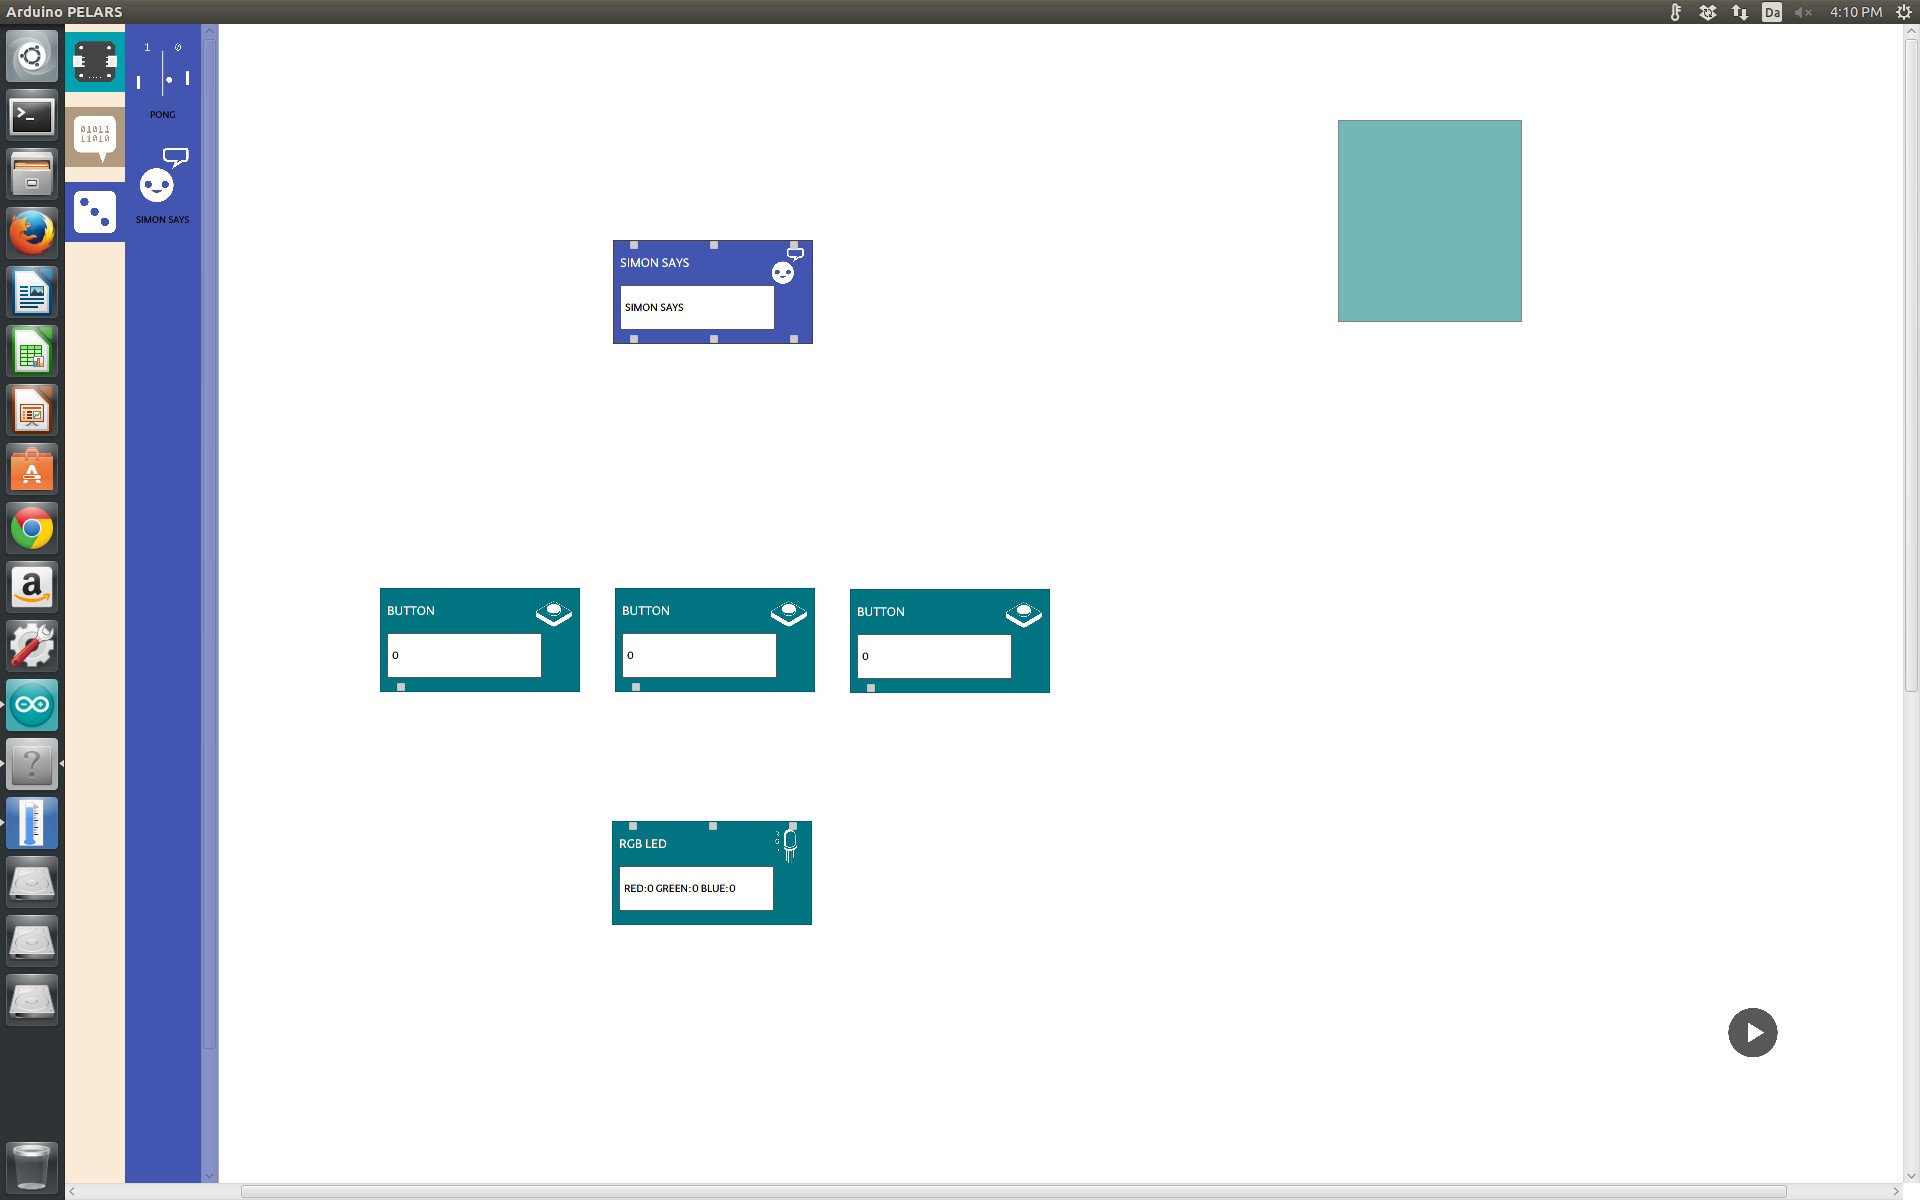 Arduino PELARS
Da
4:10 PM
1 0
PONG
01011
11010
SIMON SAYS
SIMON SAYS
SIMON SAYS
BUTTON
0
BUTTON
0
BUTTON
0
RGB LED
RED:0 GREEN:0 BLUE:0